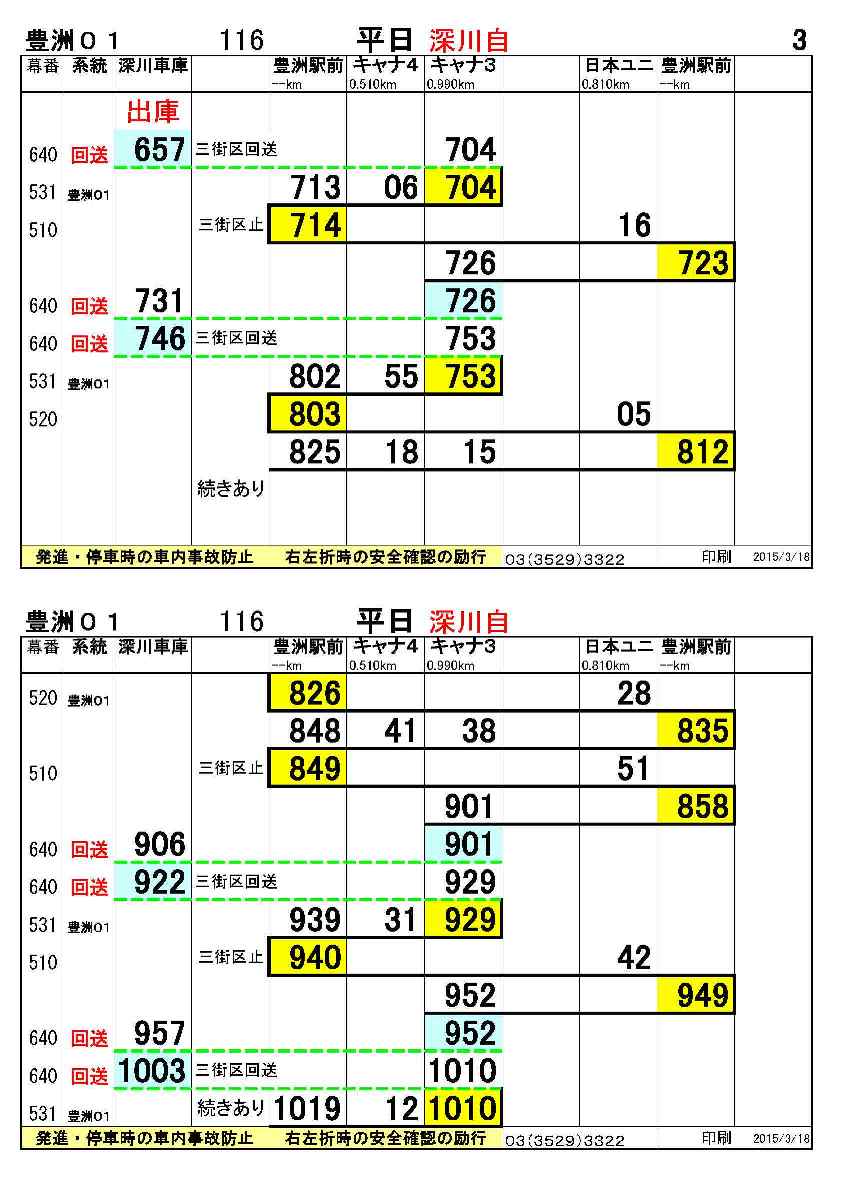 豊洲０１ 116 平日 深川自 3
幕番 系統 深川車庫 豊洲駅前 キャナ4 キャナ3 日本ユニ 豊洲駅前
--km 0.510km 0.990km 0.810km --km
出庫
640 回送 657 三街区回送 704
531 豊洲01 713 06 704
510 三街区止 714 16
726 723
640 回送 731 726
640 回送 746 三街区回送 753
531 豊洲01 802 55 753
520 803 05
825 18 15 812
続きあり
発進・停車時の車内事故防止 右左折時の安全確認の励行 03(3529)3322 印刷 2015/3/18
豊洲０１ 116 平日 深川自
幕番 系統 深川車庫 豊洲駅前 キャナ4 キャナ3 日本ユニ 豊洲駅前
--km 0.510km 0.990km 0.810km --km
520 豊洲01 826 28
848 41 38 835
510 三街区止 849 51
901 858
640 回送 906 901
640 回送 922 三街区回送 929
531 豊洲01 939 31 929
510 三街区止 940 42
952 949
640 回送 957 952
640 回送 1003 三街区回送 1010
531 豊洲01 続きあり 1019 12 1010
発進・停車時の車内事故防止 右左折時の安全確認の励行 03(3529)3322 印刷 2015/3/18